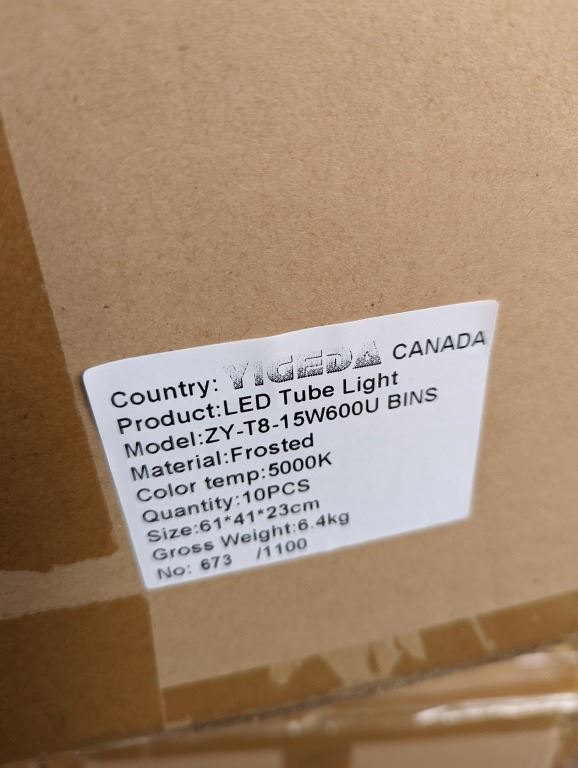 Country: YIGEDA CANADA
Product:LED Tube Light
Model:ZY-T8-15W600U BINS
Material:Frosted
Color temp:5000K
Quantity:10PCS
Size:61*41*23cm
Gross Weight:6.4kg
No: 673 /1100